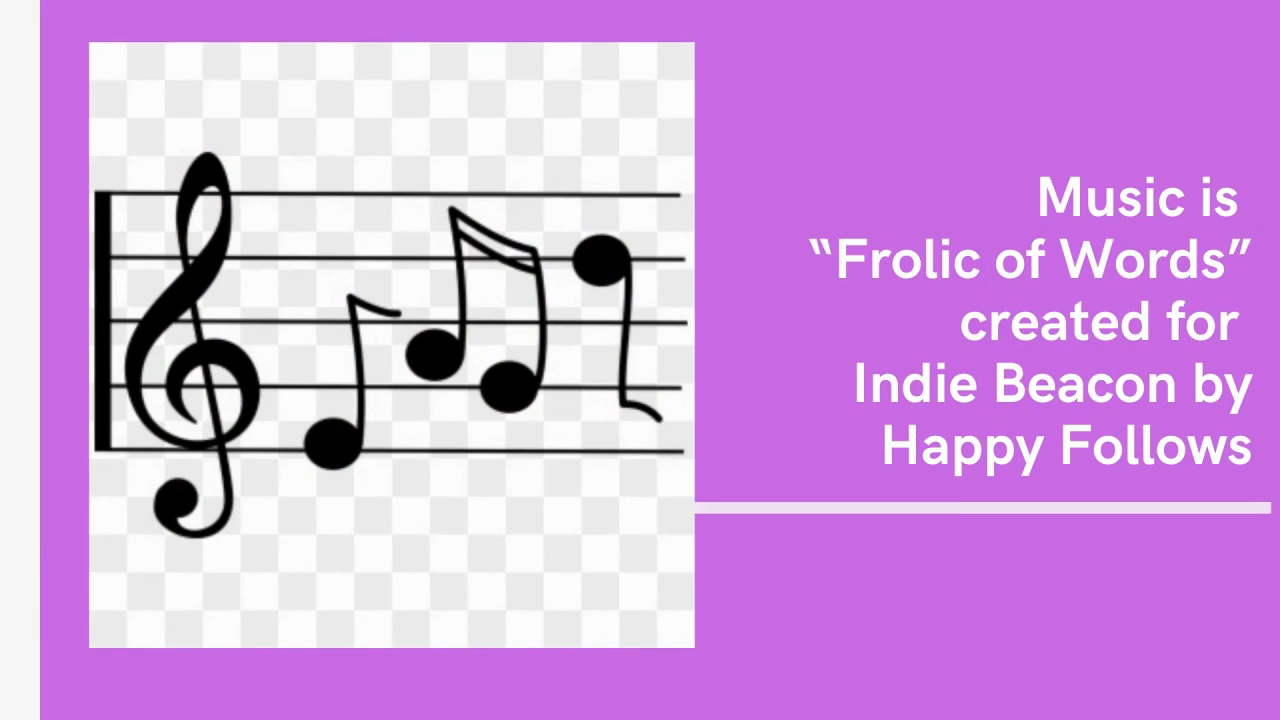 Music is
“Frolic of Words”
created for
Indie Beacon by
Happy Follows